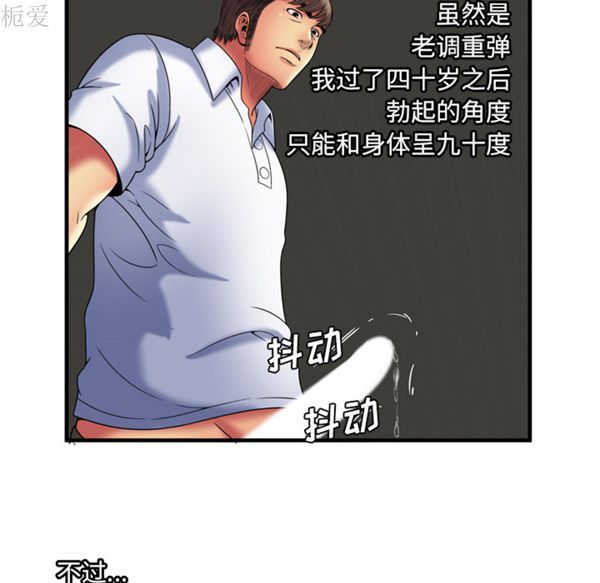 栀爱
虽然是
老调重弹
我过了四十岁之后
勃起的角度
只能和身体呈九十度
抖动
抖动
不过...